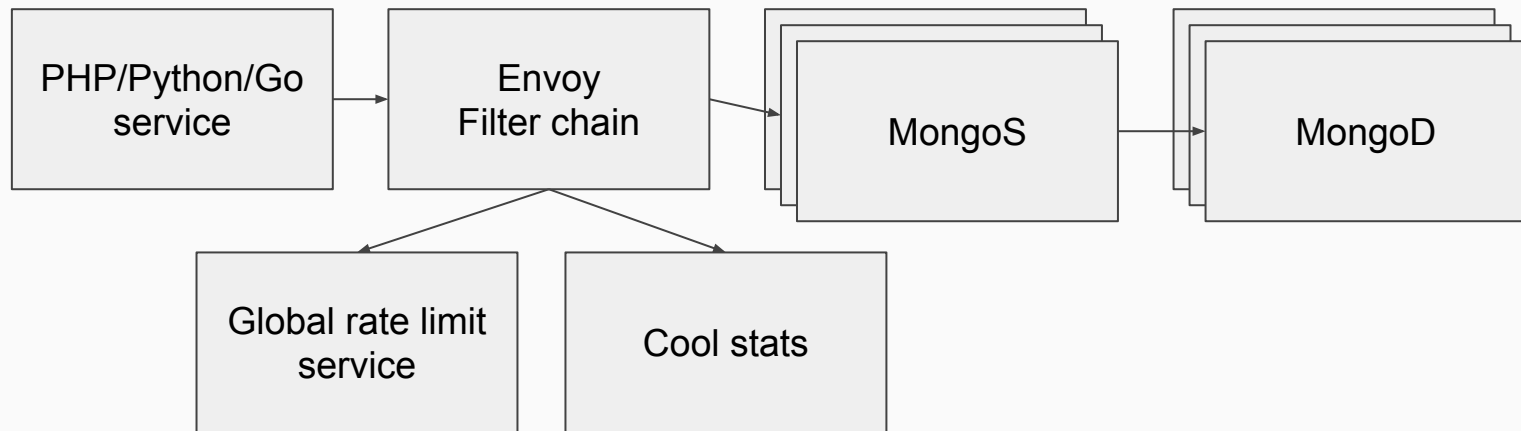 PHP/Python/Go
service
Envoy
Filter chain
MongoS
MongoD
Global rate limit
service
Cool stats